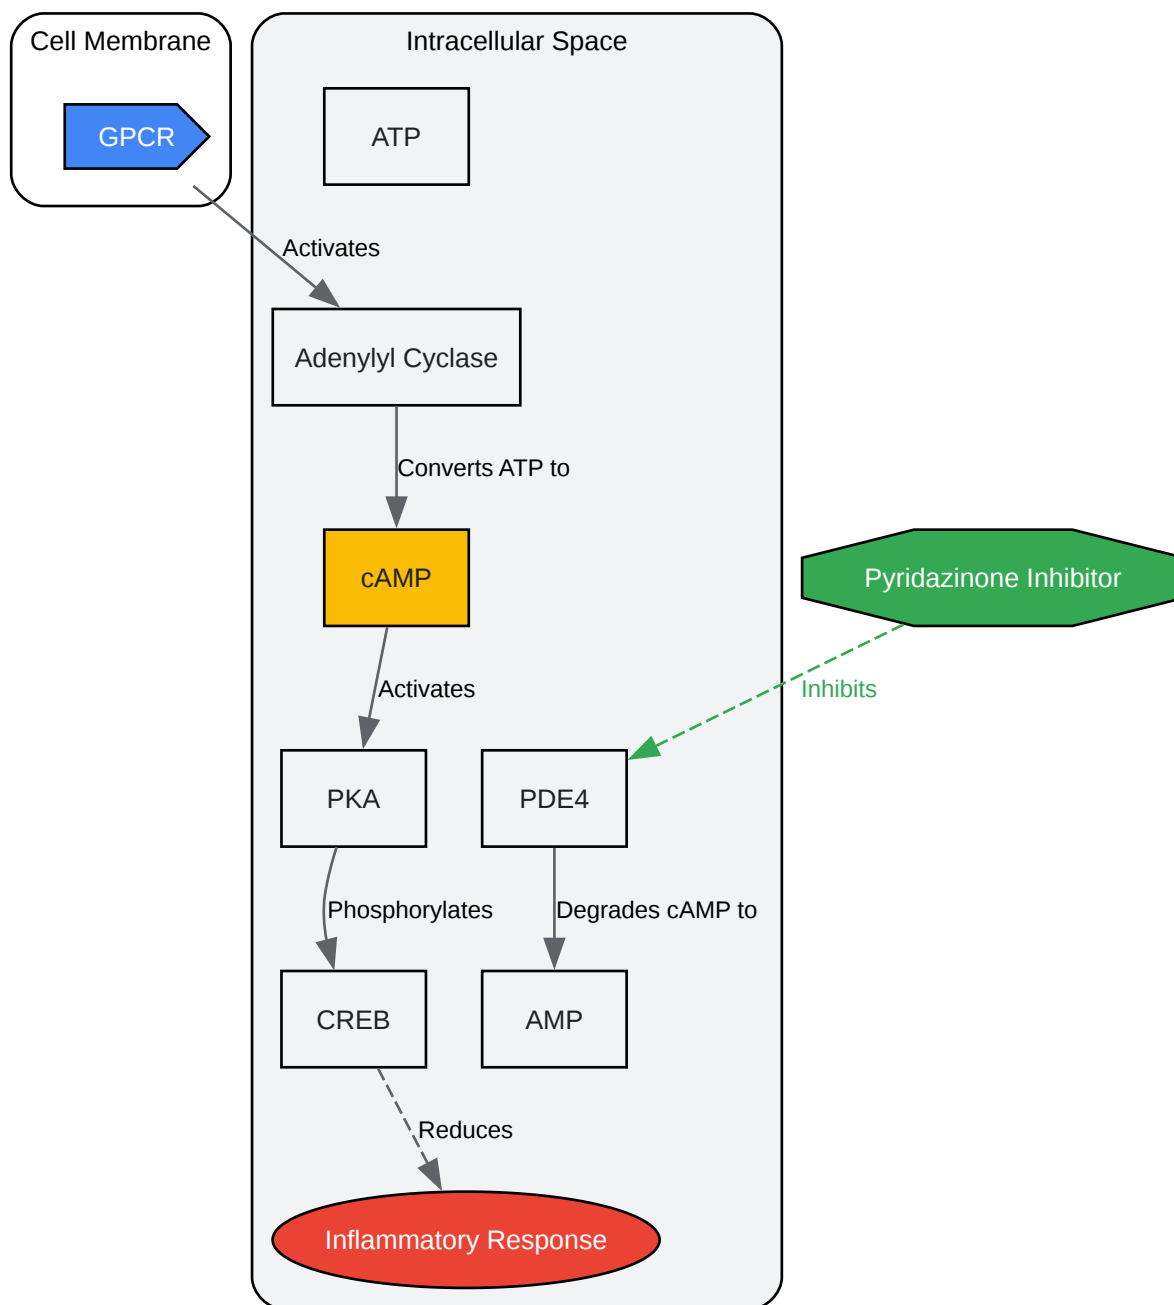 Cell Membrane
Intracellular Space
GPCR
ATP
Activates
Adenylyl Cyclase
Converts ATP to
cAMP
Pyridazinone Inhibitor
Activates
Inhibits
PKA
PDE4
Phosphorylates
Degrades cAMP to
CREB
AMP
Reduces
Inflammatory Response